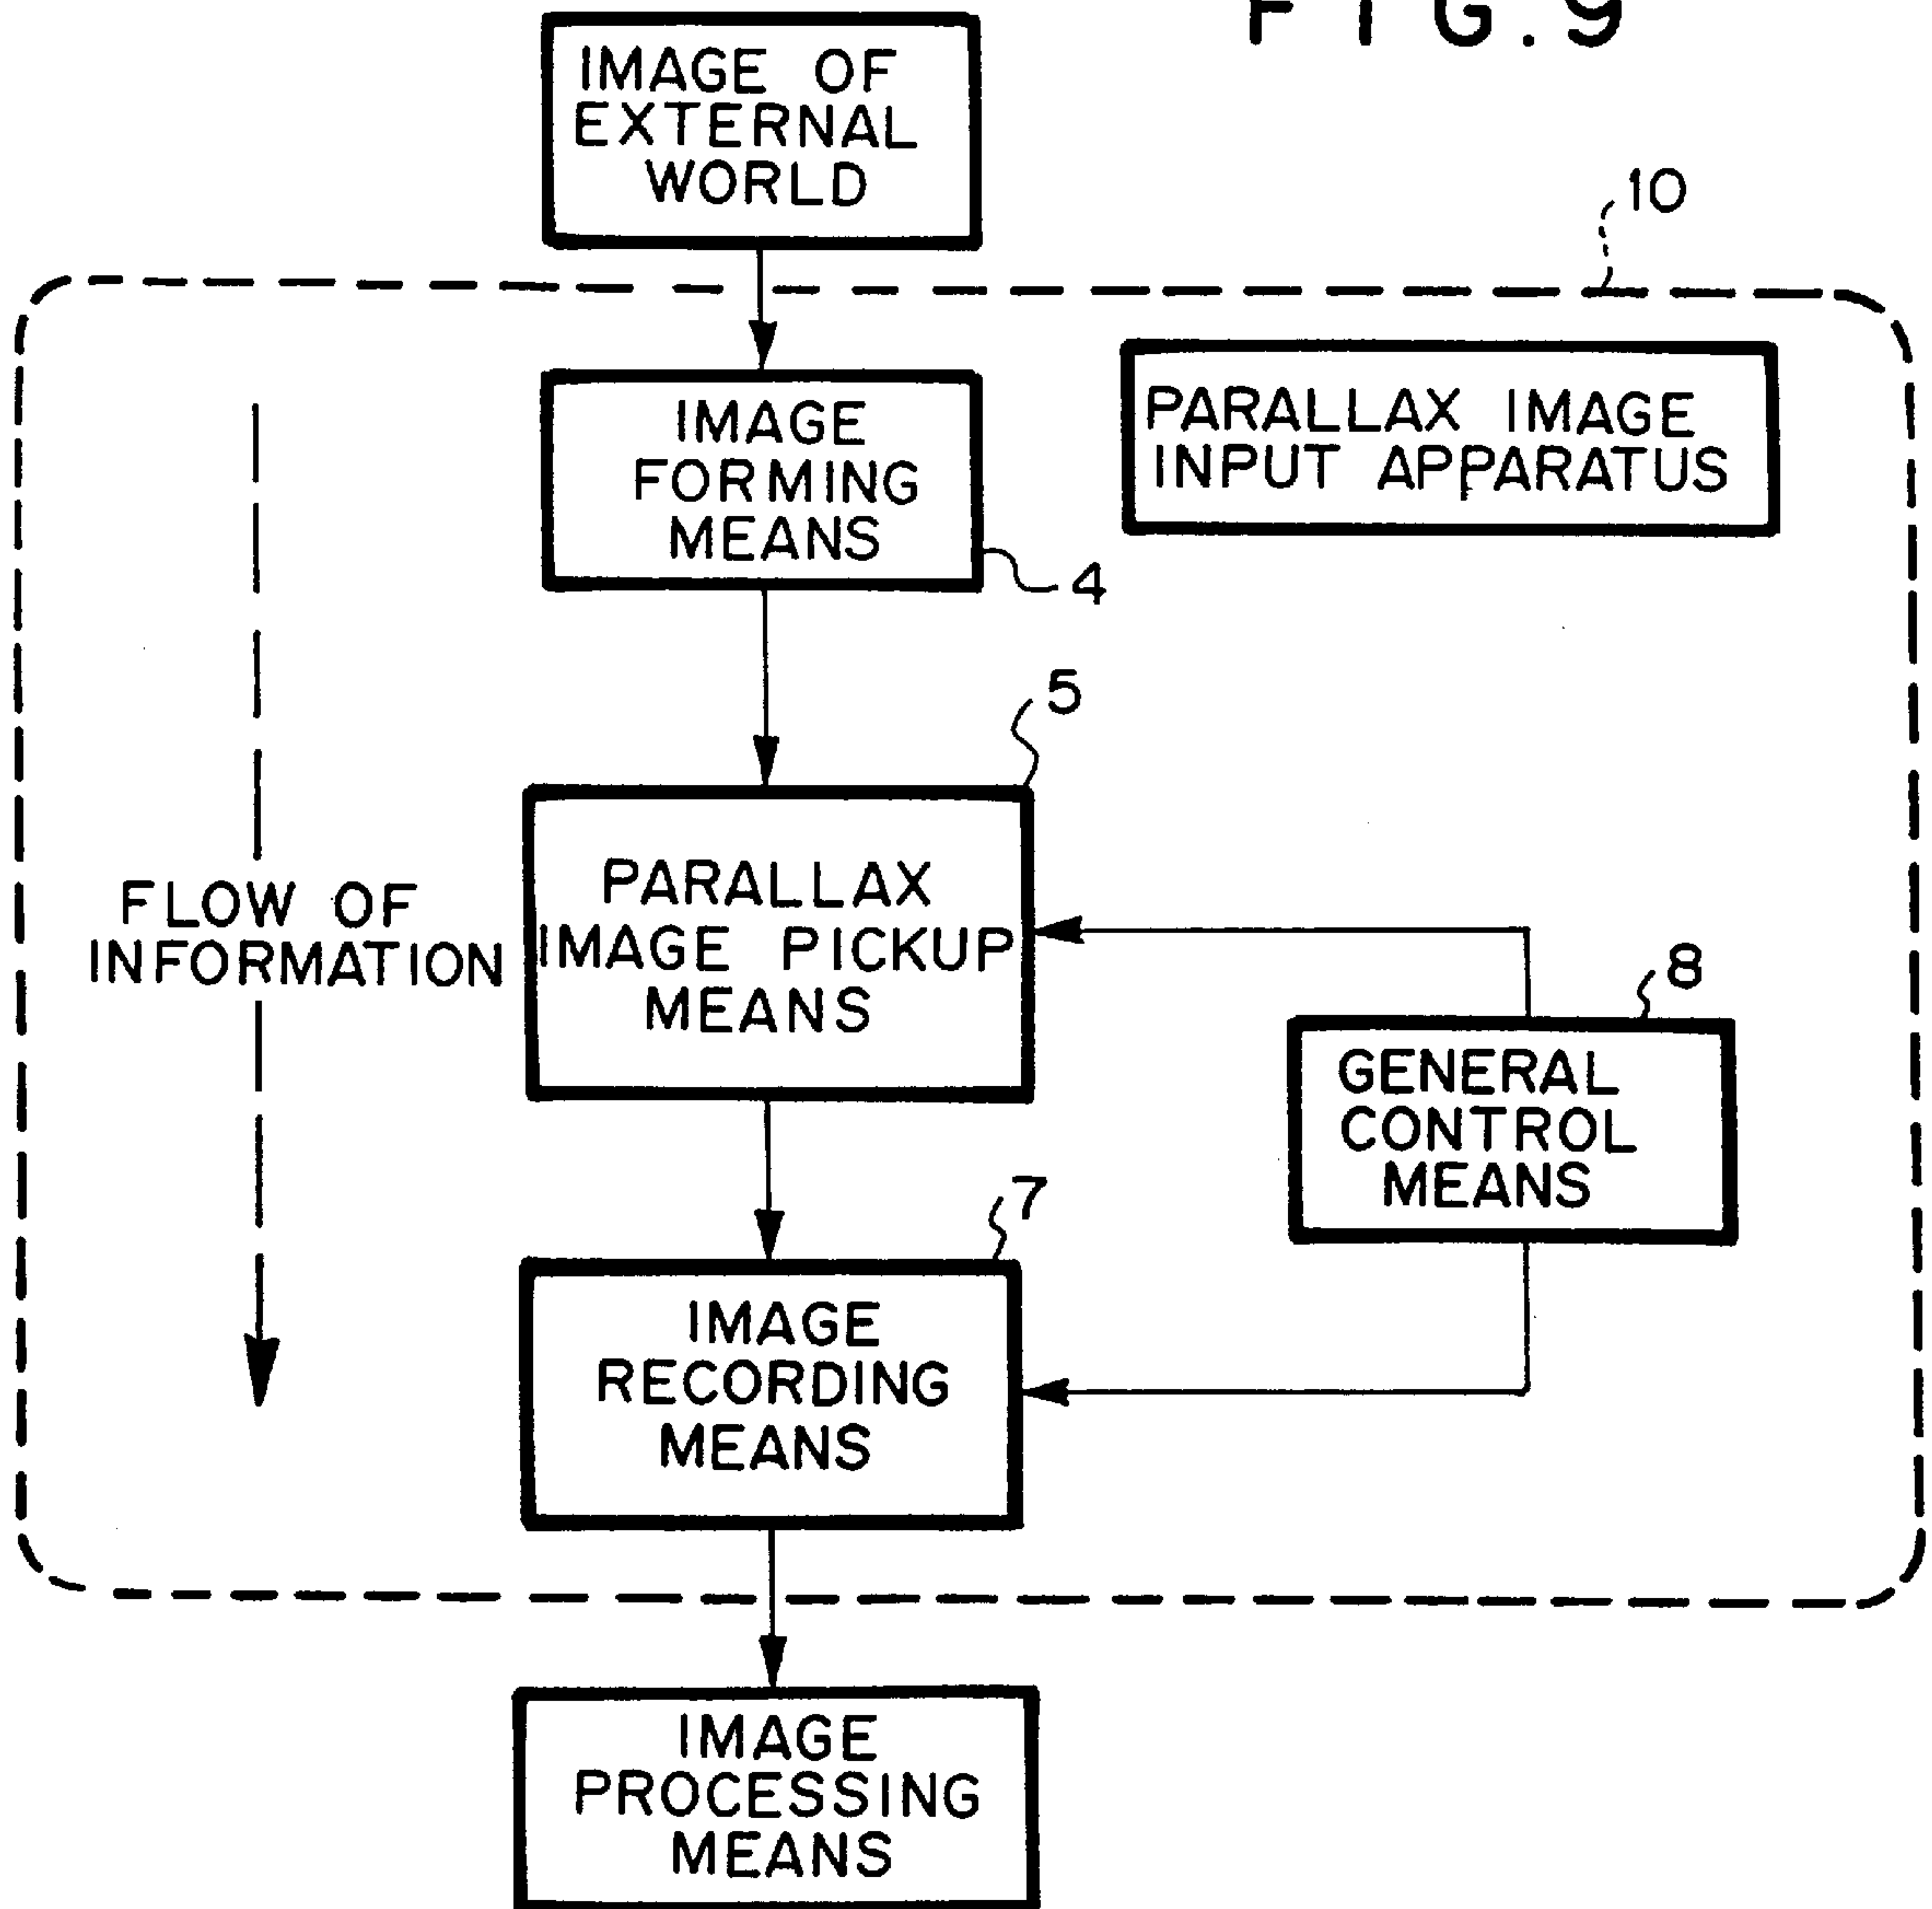 FIG.9
IMAGE OF
EXTERNAL
WORLD
10
IMAGE
FORMING
MEANS
4
PARALLAX IMAGE
INPUT APPARATUS
5
PARALLAX
IMAGE PICKUP
MEANS
FLOW OF
INFORMATION
8
GENERAL
CONTROL
MEANS
7
IMAGE
RECORDING
MEANS
IMAGE
PROCESSING
MEANS